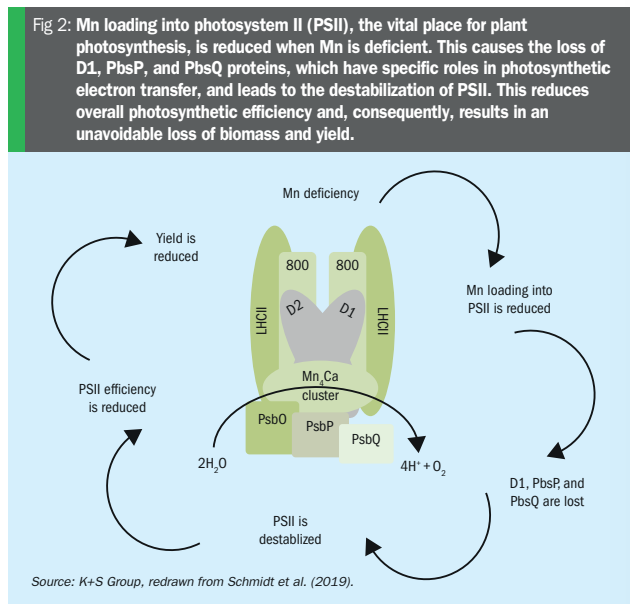 Fig 2: Mn loading into photosystem II (PSII), the vital place for plant
photosynthesis, is reduced when Mn is deficient. This causes the loss of
D1, PbsP, and PbsQ proteins, which have specific roles in photosynthetic
electron transfer, and leads to the destabilization of PSII. This reduces
overall photosynthetic efficiency and, consequently, results in an
unavoidable loss of biomass and yield.
Mn deficiency
Mn loading into
PSII is reduced
D1, PbsP, and
PbsQ are lost
PSII is
destablized
PSII efficiency
is reduced
Yield is
reduced
800
800
LHCII
D2
D1
LHCII
Mn₄Ca
cluster
PsbO
PsbP
PsbQ
2H₂O
4H⁺ + O₂
Source: K+S Group, redrawn from Schmidt et al. (2019).